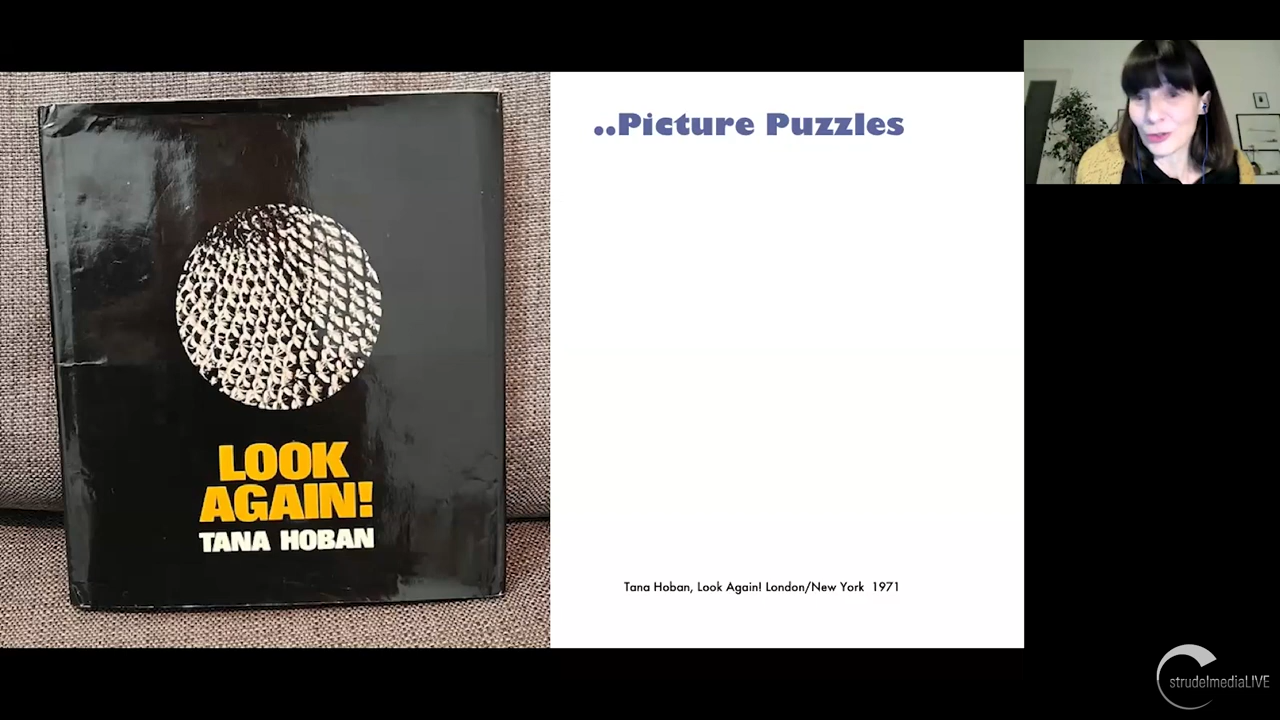 LOOK
AGAIN!
TANA HOBAN
..Picture Puzzles
Tana Hoban, Look Again! London/New York 1971
strudelmediaLIVE